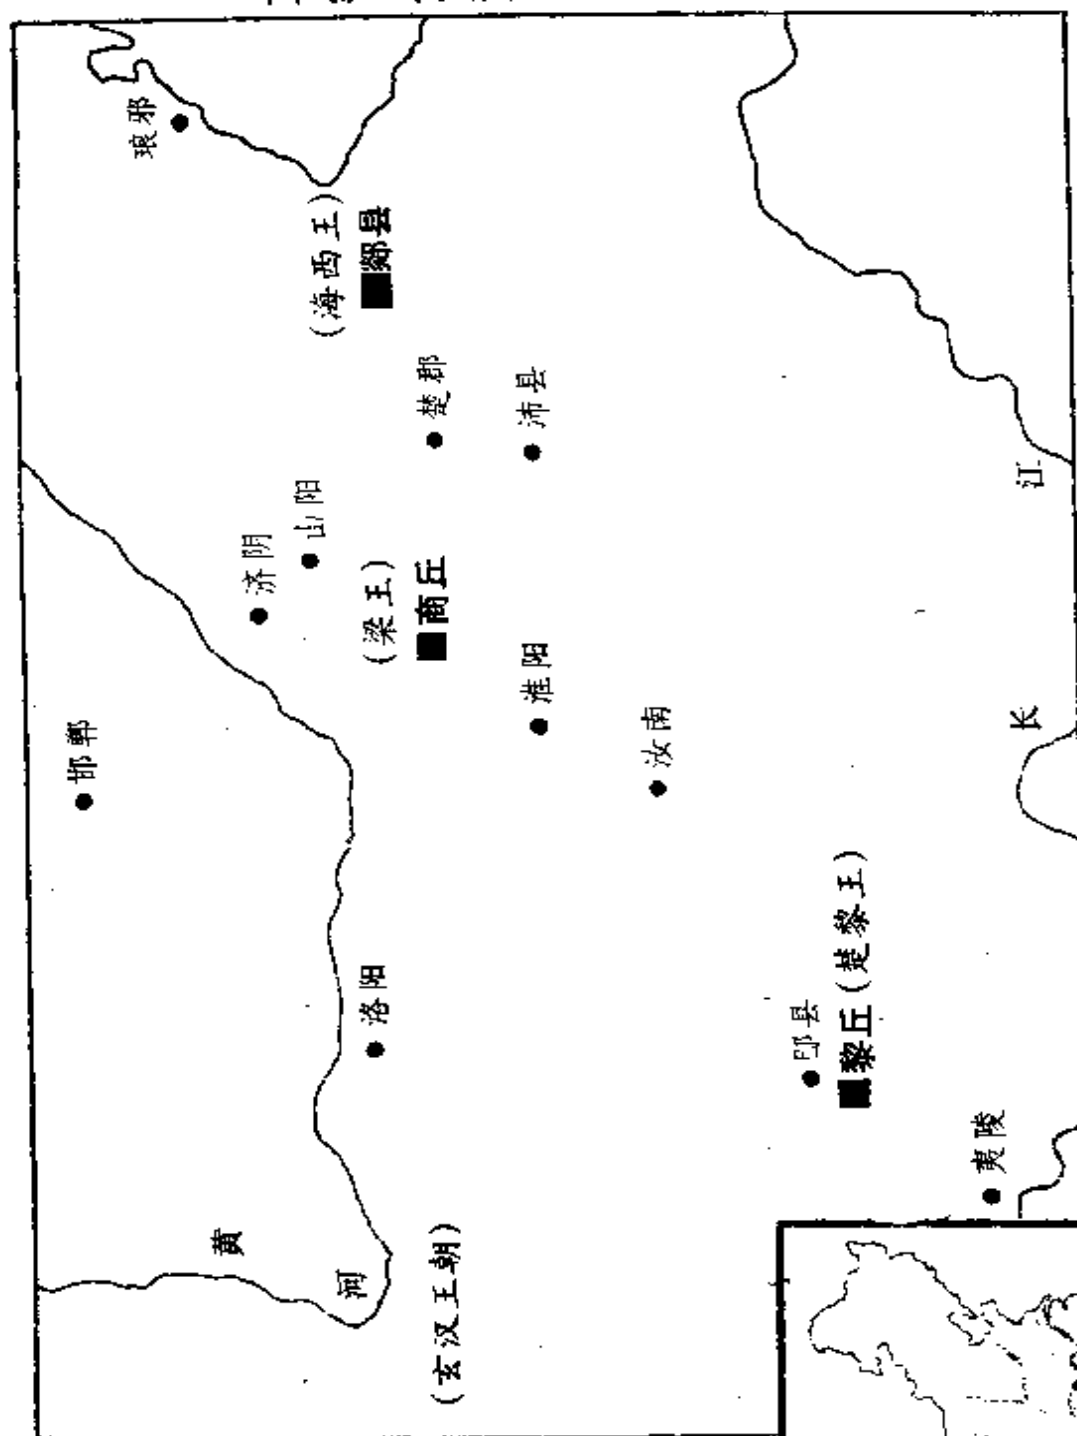 琅邪
(海西王)
郯县
楚郡
沛县
山阳
济阴
(梁王)
商丘
淮阳
汝南
邯郸
洛阳
邔县
黎丘(楚黎王)
夷陵
黄
河
长
江
(玄汉王朝)